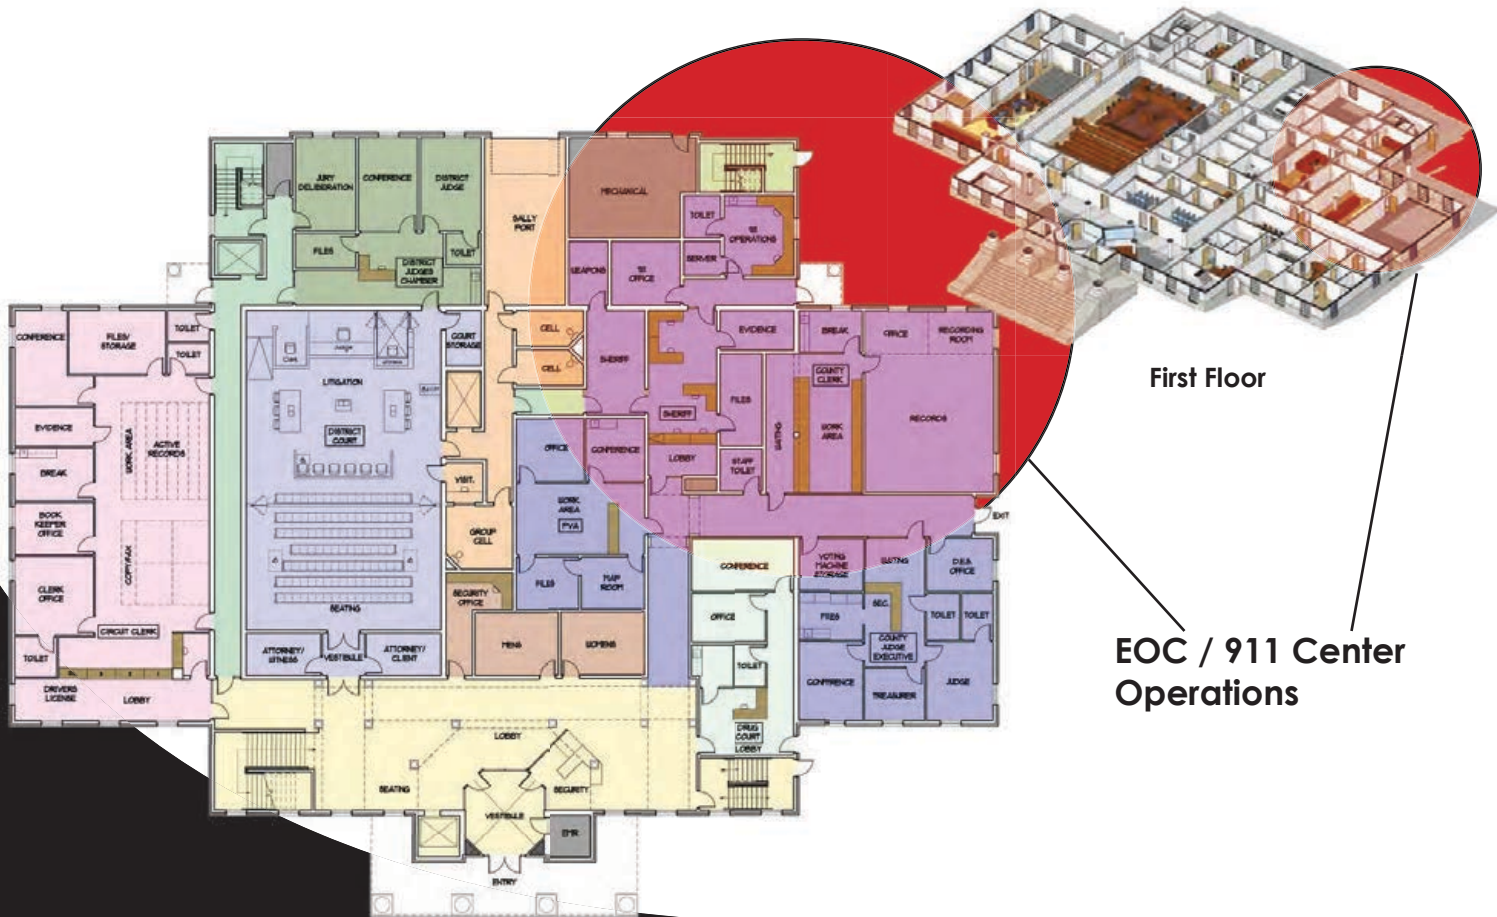 JURY
DELIBERATION
CONFERENCE
DISTRICT
JUDGE
FILES
DISTRICT
JUDGES
CHAMBER
TOILET
SALLY
PORT
MECHANICAL
TOILET
OPERATIONS
SERVER
WEAPONS
OFFICE
First Floor
CONFERENCE
FILES/
STORAGE
TOILET
TOILET
EVIDENCE
BREAK
BOOK
KEEPER
OFFICE
CLERK
OFFICE
TOILET
WORK AREA
ACTIVE
RECORDS
COPY/FAX
CIRCUIT CLERK
DRIVERS
LICENSE
LOBBY
Judge
LITIGATION
DISTRICT
COURT
SEATING
ATTORNEY/
WITNESS
VESTIBULE
ATTORNEY/
CLIENT
COURT
STORAGE
CELL
CELL
VISIT.
GROUP
CELL
SECURITY
OFFICE
MENS
WOMENS
OFFICE
CONFERENCE
WORK
AREA
PVA
FILES
MAP
ROOM
SHERIFF
SHERIFF
LOBBY
EVIDENCE
FILES
STAFF
TOILET
WAITING
BREAK
COUNTY
CLERK
WORK
AREA
OFFICE
RECORDING
ROOM
RECORDS
EXIT
CONFERENCE
OFFICE
TOILET
DRUG
COURT
LOBBY
VOTING
MACHINE
STORAGE
WAITING
D.E.S.
OFFICE
FILES
SEC.
TOILET
TOILET
COUNTY
JUDGE
EXECUTIVE
CONFERENCE
TREASURER
JUDGE
LOBBY
SEATING
SECURITY
VESTIBULE
EMR
ENTRY
EOC / 911 Center
Operations